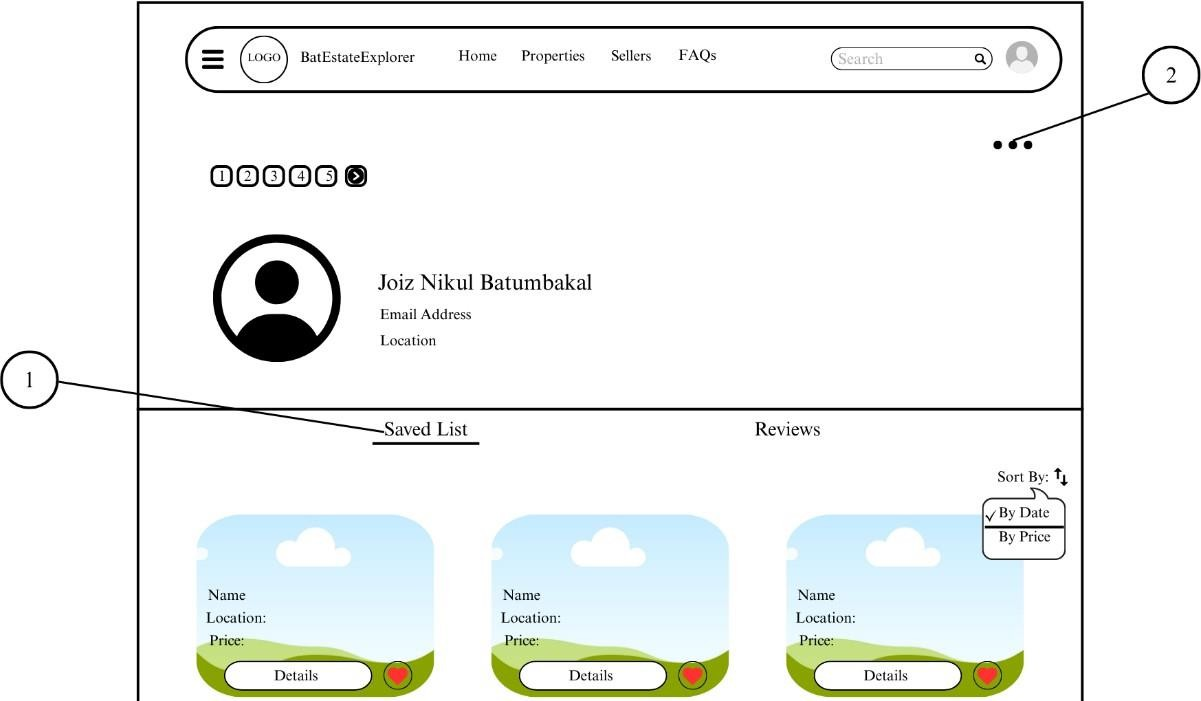 LOGO BatEstateExplorer Home Properties Sellers FAQs Search
2
1 2 3 4 5
Joiz Nikul Batumbakal
Email Address
Location
1
Saved List Reviews
Sort By:
By Date
By Price
Name Name Name
Location: Location: Location:
Price: Price: Price:
Details Details Details